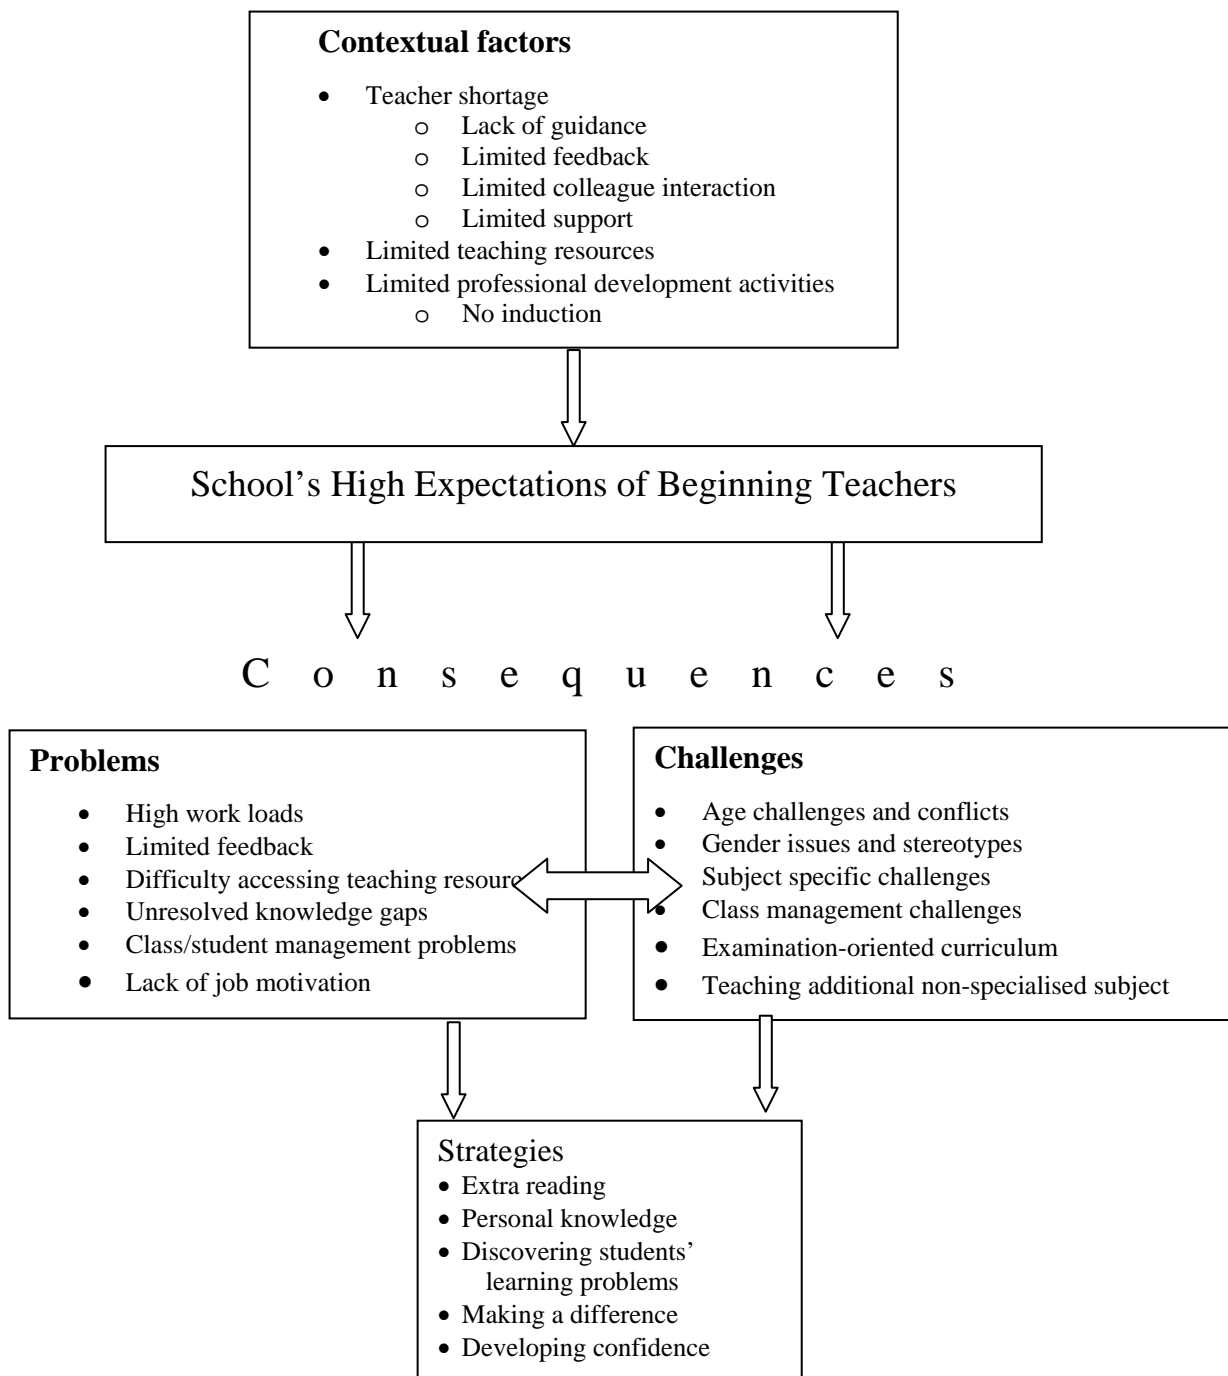 Contextual factors
• Teacher shortage
o Lack of guidance
o Limited feedback
o Limited colleague interaction
o Limited support
• Limited teaching resources
• Limited professional development activities
o No induction
School’s High Expectations of Beginning Teachers
C o n s e q u e n c e s
Problems
• High work loads
• Limited feedback
• Difficulty accessing teaching resourc
• Unresolved knowledge gaps
• Class/student management problems
• Lack of job motivation
Challenges
• Age challenges and conflicts
• Gender issues and stereotypes
Subject specific challenges
• Class management challenges
• Examination-oriented curriculum
• Teaching additional non-specialised subject
Strategies
• Extra reading
• Personal knowledge
• Discovering students’
learning problems
• Making a difference
• Developing confidence